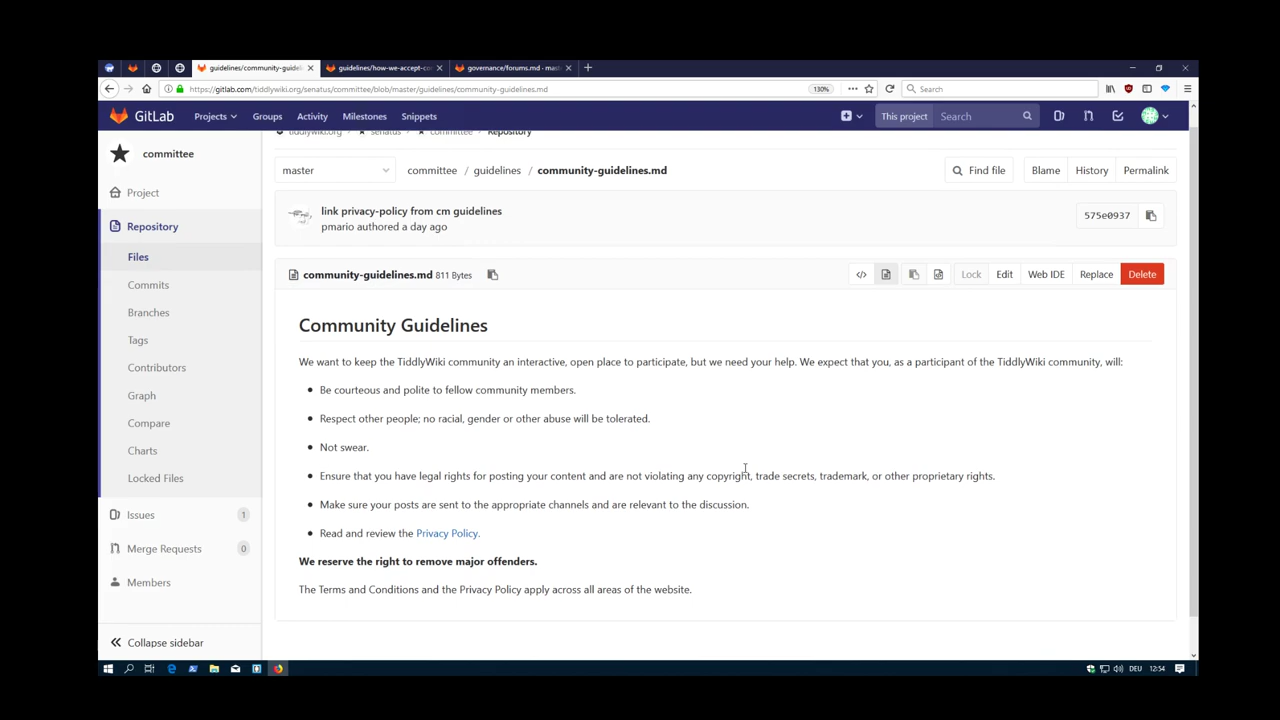 guidelines/community-guideli
guidelines/how-we-accept-co
governance/forums.md - mast
https://gitlab.com/tiddlywiki.org/senatus/committee/blob/master/guidelines/community-guidelines.md
130%
Search
GitLab
Projects
Groups
Activity
Milestones
Snippets
This project
Search
tiddlywiki.org
senatus
committee
Repository
committee
Project
Repository
Files
Commits
Branches
Tags
Contributors
Graph
Compare
Charts
Locked Files
Issues 1
Merge Requests 0
Members
Collapse sidebar
master
committee / guidelines / community-guidelines.md
Find file
Blame
History
Permalink
link privacy-policy from cm guidelines
pmario authored a day ago
575e0937
community-guidelines.md 811 Bytes
Lock
Edit
Web IDE
Replace
Delete
Community Guidelines
We want to keep the TiddlyWiki community an interactive, open place to participate, but we need your help. We expect that you, as a participant of the TiddlyWiki community, will:
Be courteous and polite to fellow community members.
Respect other people; no racial, gender or other abuse will be tolerated.
Not swear.
Ensure that you have legal rights for posting your content and are not violating any copyright, trade secrets, trademark, or other proprietary rights.
Make sure your posts are sent to the appropriate channels and are relevant to the discussion.
Read and review the Privacy Policy.
We reserve the right to remove major offenders.
The Terms and Conditions and the Privacy Policy apply across all areas of the website.
DEU
12:54